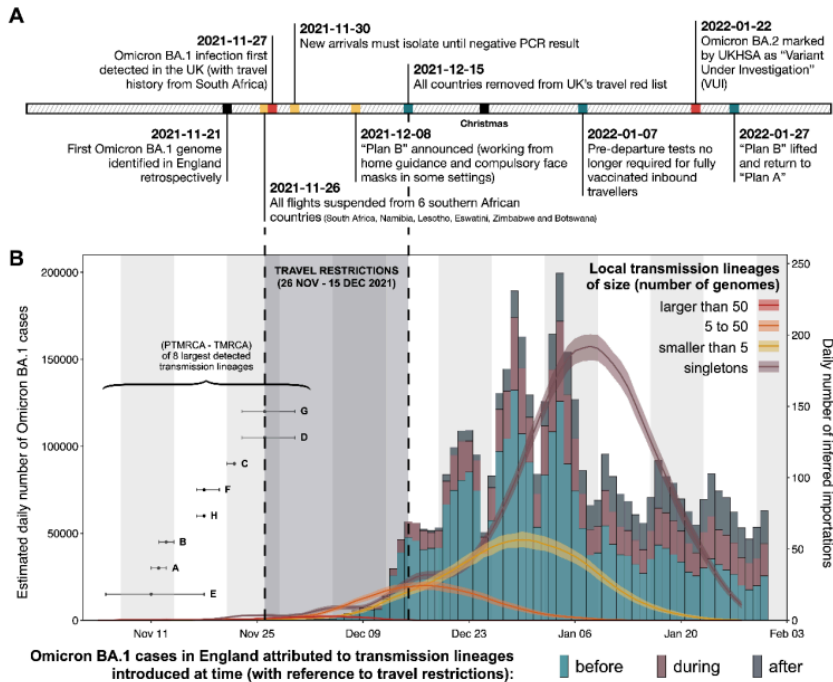 A
2021-11-27
Omicron BA.1 infection first
detected in the UK (with travel
history from South Africa)
2021-11-30
New arrivals must isolate until negative PCR result
2021-12-15
All countries removed from UK's travel red list
2022-01-22
Omicron BA.2 marked
by UKHSA as "Variant
Under Investigation"
(VUI)
Christmas
2021-11-21
First Omicron BA.1 genome
identified in England
retrospectively
2021-11-26
All flights suspended from 6 southern African
countries (South Africa, Namibia, Lesotho, Eswatini, Zimbabwe and Botswana)
2021-12-08
"Plan B" announced (working from
home guidance and compulsory face
masks in some settings)
2022-01-07
Pre-departure tests no
longer required for fully
vaccinated inbound
travellers
2022-01-27
"Plan B" lifted
and return to
"Plan A"
B
Estimated daily number of Omicron BA.1 cases
200000
150000
100000
50000
0
TRAVEL RESTRICTIONS
(26 NOV - 15 DEC 2021)
(PTMRCA - TMRCA)
of 8 largest detected
transmission lineages
G
D
C
F
H
B
A
E
Local transmission lineages
of size (number of genomes)
larger than 50
5 to 50
smaller than 5
singletons
250
200
150
100
50
0
Daily number of inferred importations
Nov 11
Nov 25
Dec 09
Dec 23
Jan 06
Jan 20
Feb 03
Omicron BA.1 cases in England attributed to transmission lineages
introduced at time (with reference to travel restrictions):
before
during
after